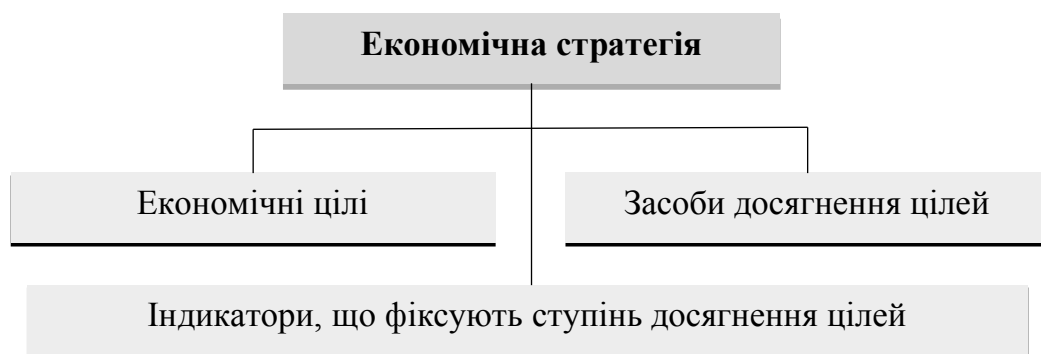 Економічна стратегія
Економічні цілі
Засоби досягнення цілей
Індикатори, що фіксують ступінь досягнення цілей